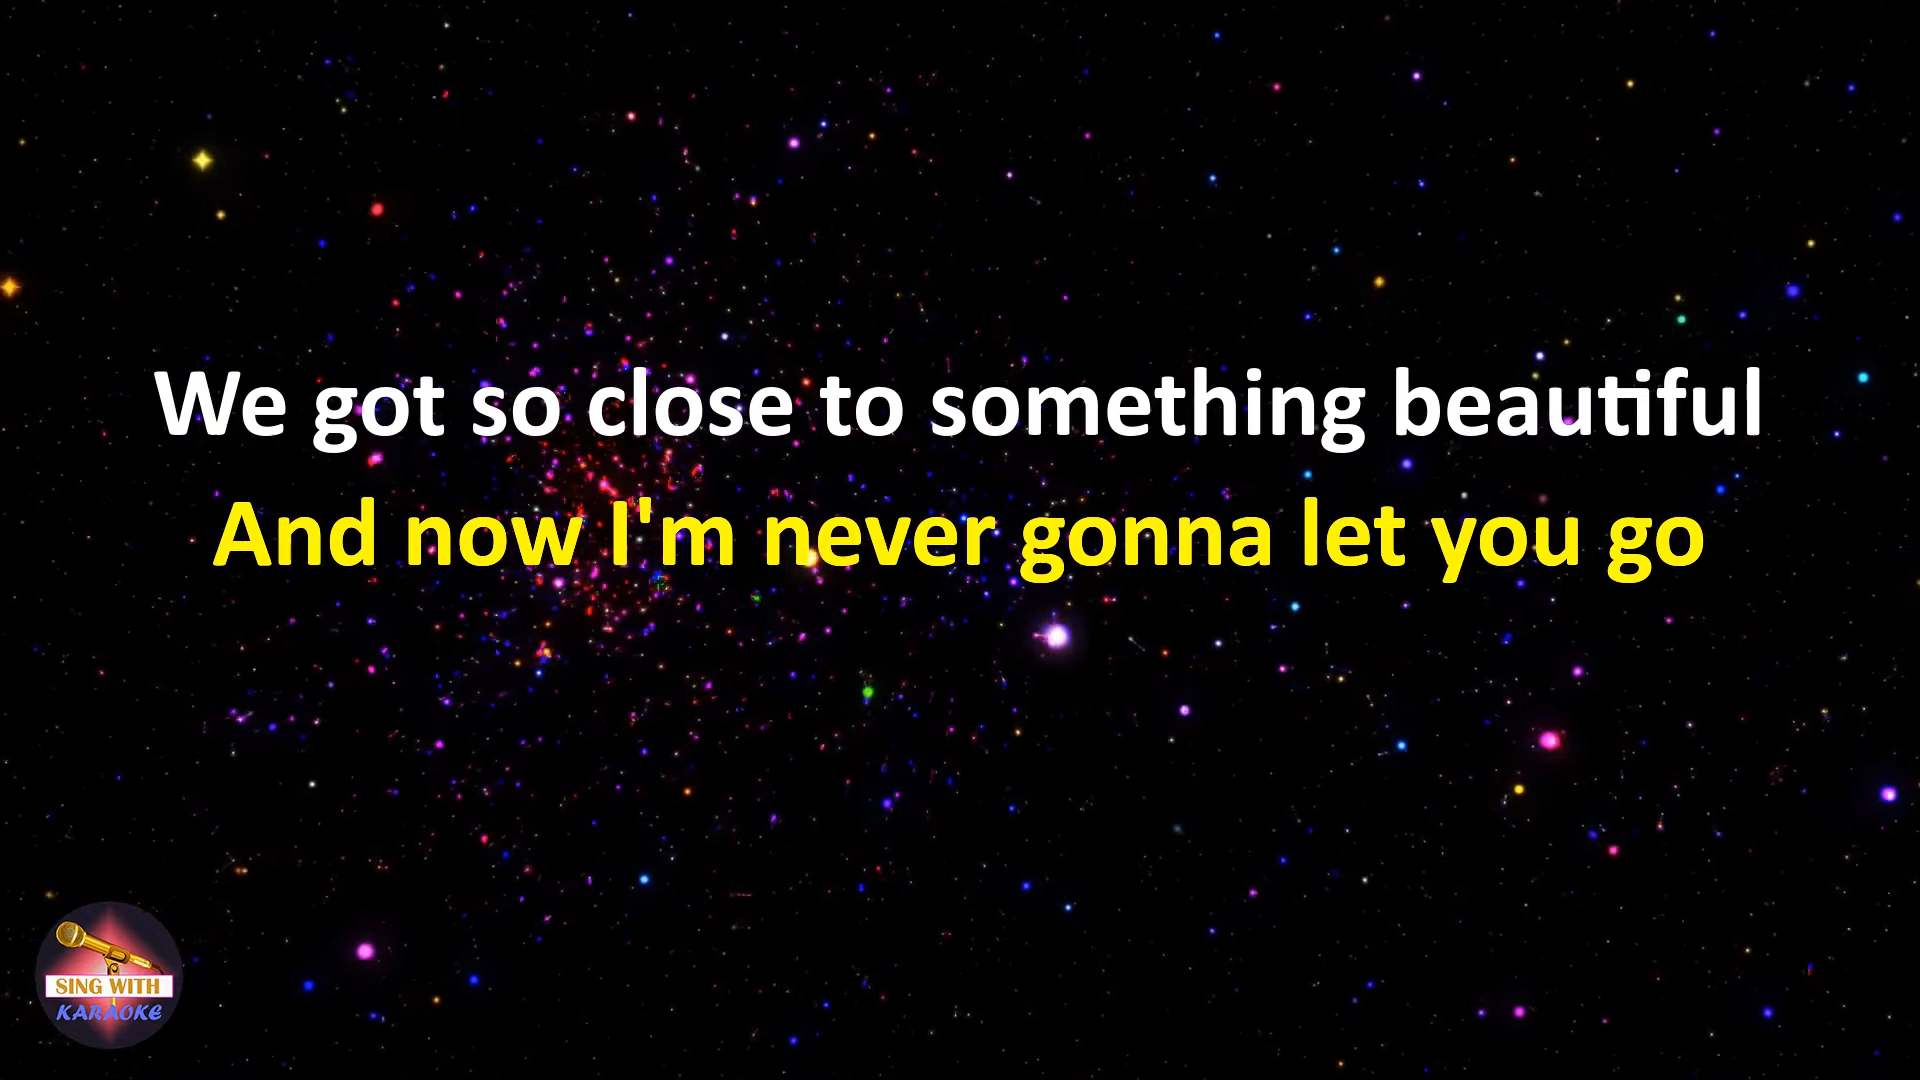 We got so close to something beautiful
And now I'm never gonna let you go
SING WITH
KARAOKE